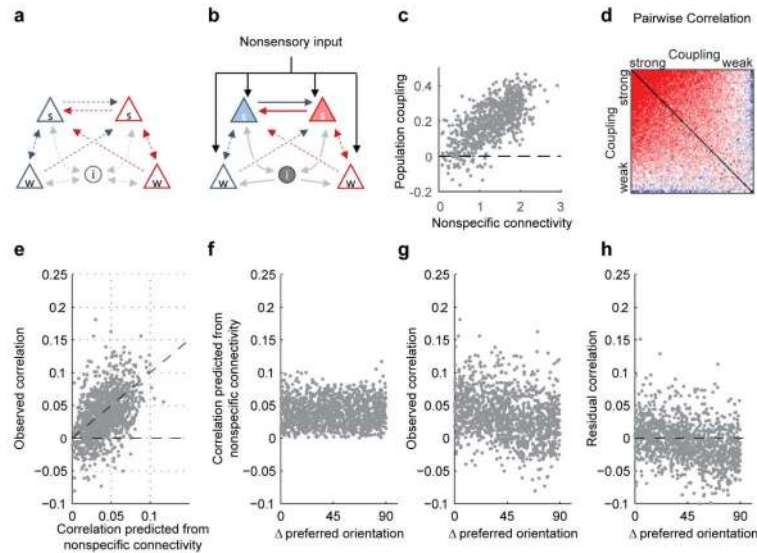 a
b
c
d
Pairwise Correlation
Nonsensory input
Coupling
strong weak
strong
Coupling
weak
s s
w i w
s
i
w w
Population coupling
0.4
0.2
0
-0.2
0 1 2 3
Nonspecific connectivity
e
f
g
h
Observed correlation
0.25
0.2
0.15
0.1
0.05
0
−0.05
−0.1
0 0.05 0.1
Correlation predicted from
nonspecific connectivity
Correlation predicted from
nonspecific connectivity
0.25
0.2
0.15
0.1
0.05
0
−0.05
−0.1
0 45 90
Δ preferred orientation
Observed correlation
0.25
0.2
0.15
0.1
0.05
0
−0.05
−0.1
0 45 90
Δ preferred orientation
Residual correlation
0.25
0.2
0.15
0.1
0.05
0
−0.05
−0.1
0 45 90
Δ preferred orientation